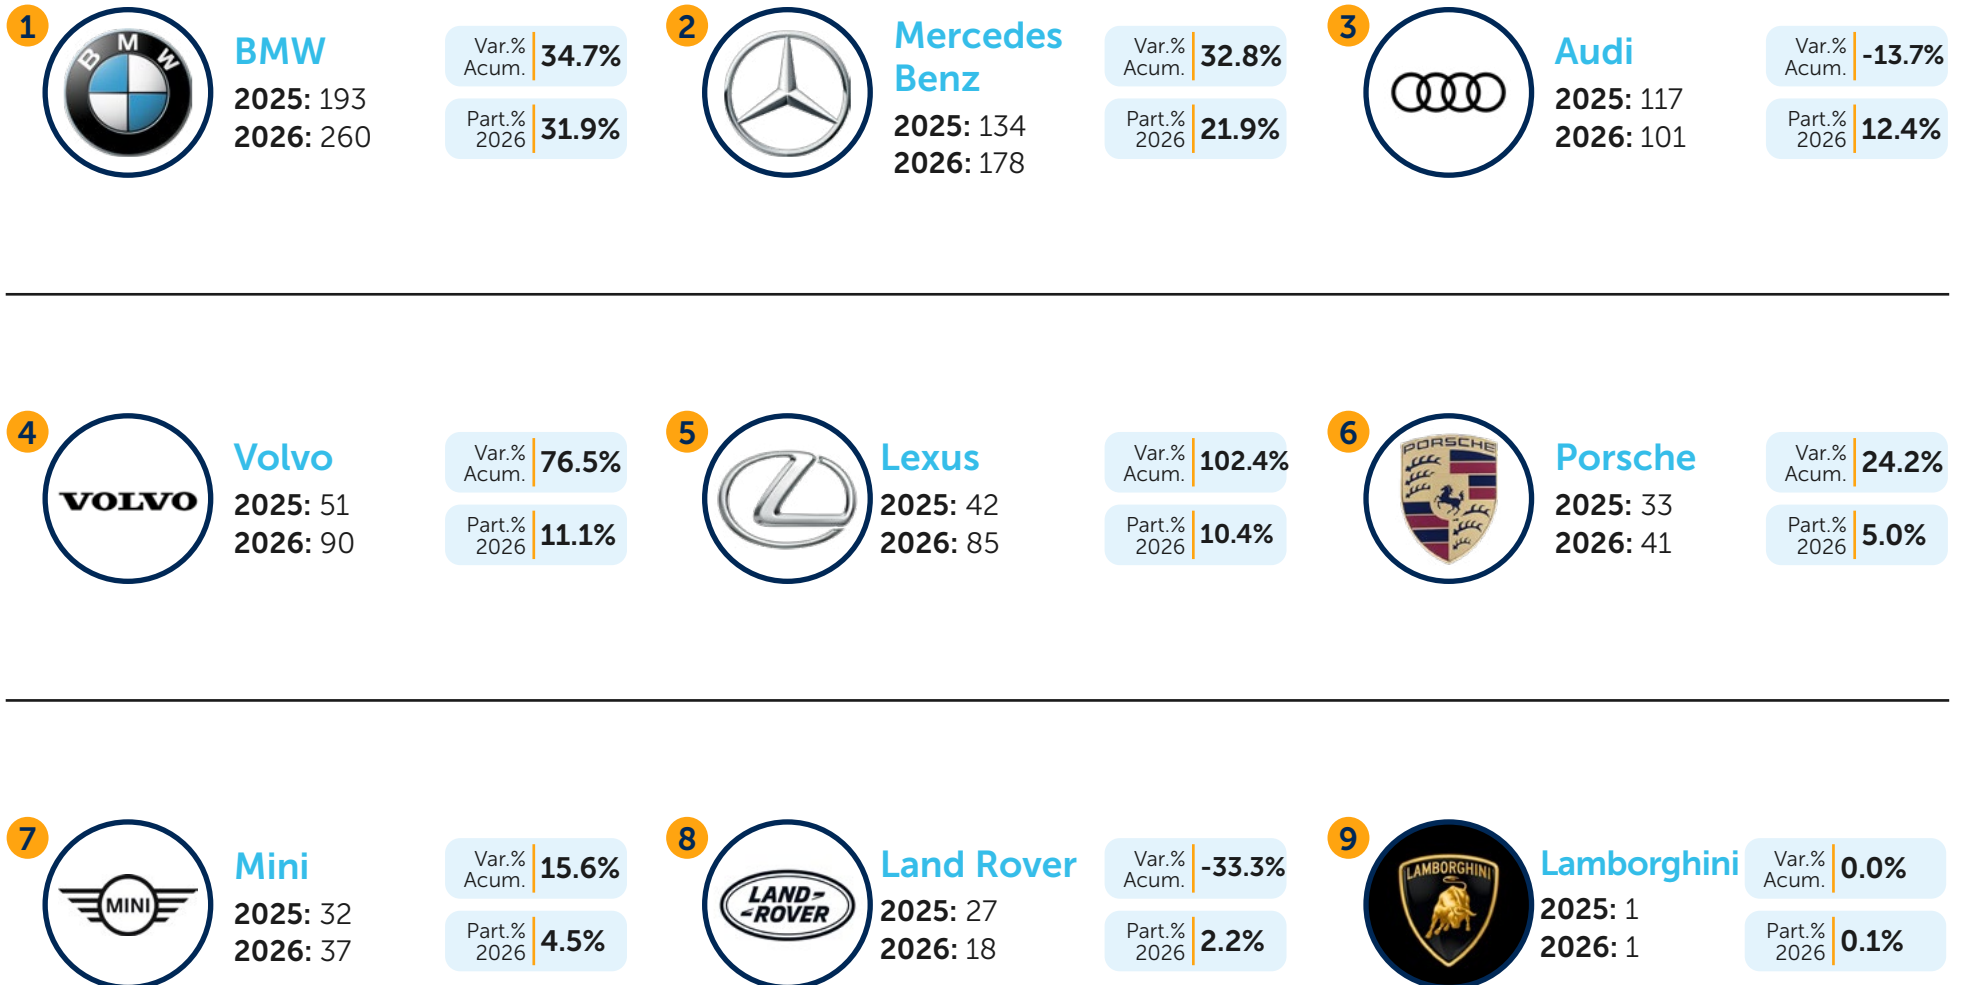 1
BMW
BMW
2025: 193
2026: 260
Var.%
Acum.
34.7%
Part.%
2026
31.9%
2
Mercedes
Benz
2025: 134
2026: 178
Var.%
Acum.
32.8%
Part.%
2026
21.9%
3
Audi
2025: 117
2026: 101
Var.%
Acum.
-13.7%
Part.%
2026
12.4%
4
VOLVO
Volvo
2025: 51
2026: 90
Var.%
Acum.
76.5%
Part.%
2026
11.1%
5
Lexus
2025: 42
2026: 85
Var.%
Acum.
102.4%
Part.%
2026
10.4%
6
PORSCHE
Porsche
2025: 33
2026: 41
Var.%
Acum.
24.2%
Part.%
2026
5.0%
7
MINI
Mini
2025: 32
2026: 37
Var.%
Acum.
15.6%
Part.%
2026
4.5%
8
LAND-
-ROVER
Land Rover
2025: 27
2026: 18
Var.%
Acum.
-33.3%
Part.%
2026
2.2%
9
LAMBORGHINI
Lamborghini
2025: 1
2026: 1
Var.%
Acum.
0.0%
Part.%
2026
0.1%